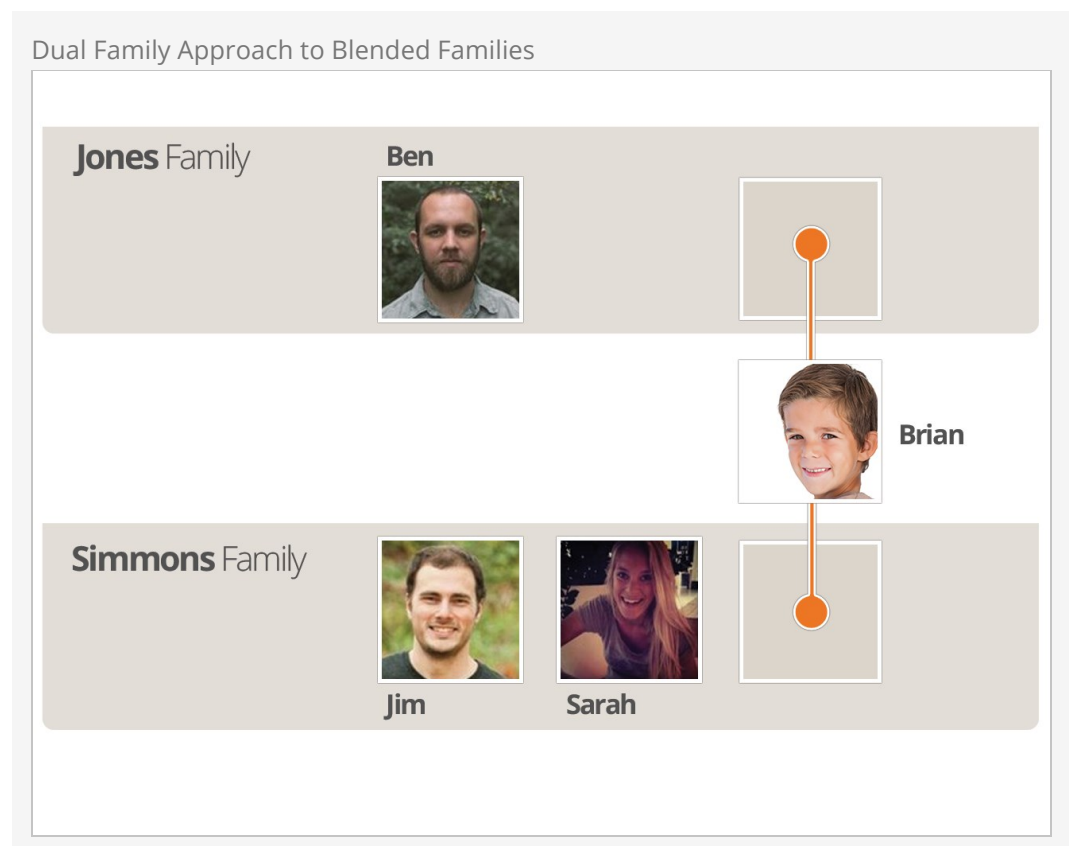 Dual Family Approach to Blended Families
Jones Family
Ben
Brian
Simmons Family
Jim
Sarah